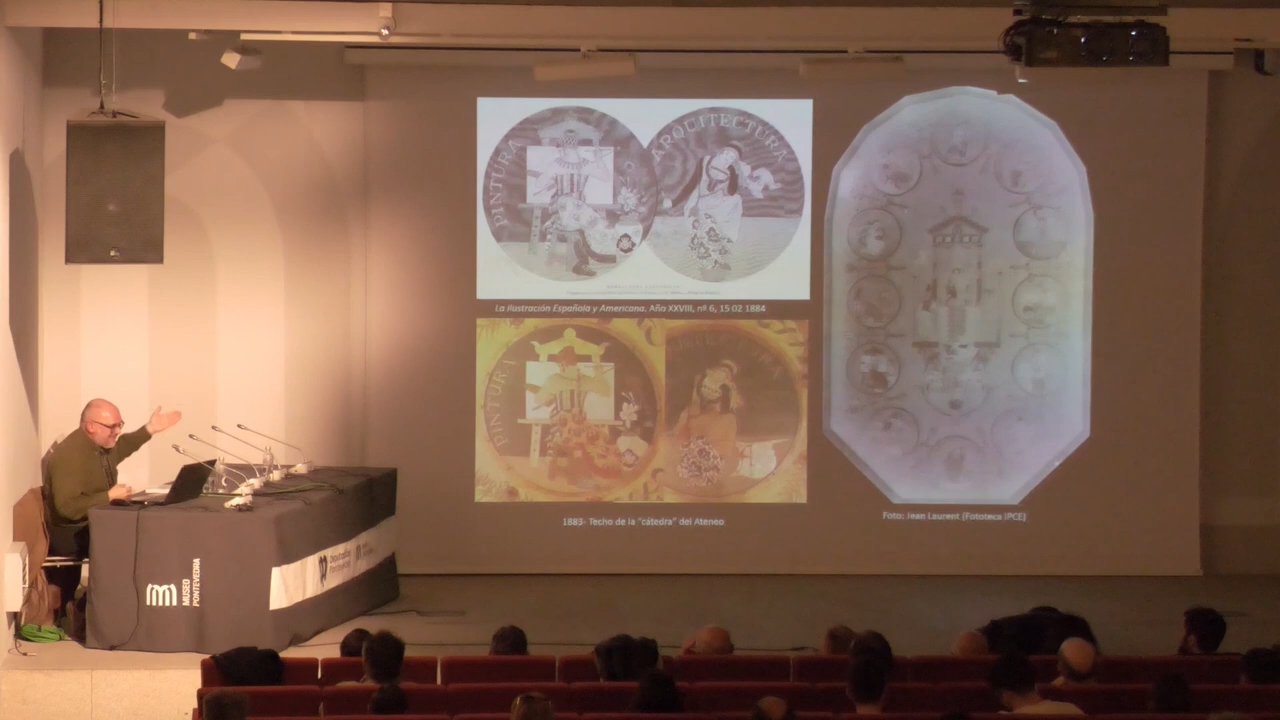 PINTURA
ARQUITECTURA
La Ilustración Española y Americana. Año XXVIII, nº 6, 15 02 1884
PINTUR
1883- Techo de la "cátedra" del Ateneo
Foto: Jean Laurent (Fototeca IPCE)
MUSEO
PONTEVEDRA